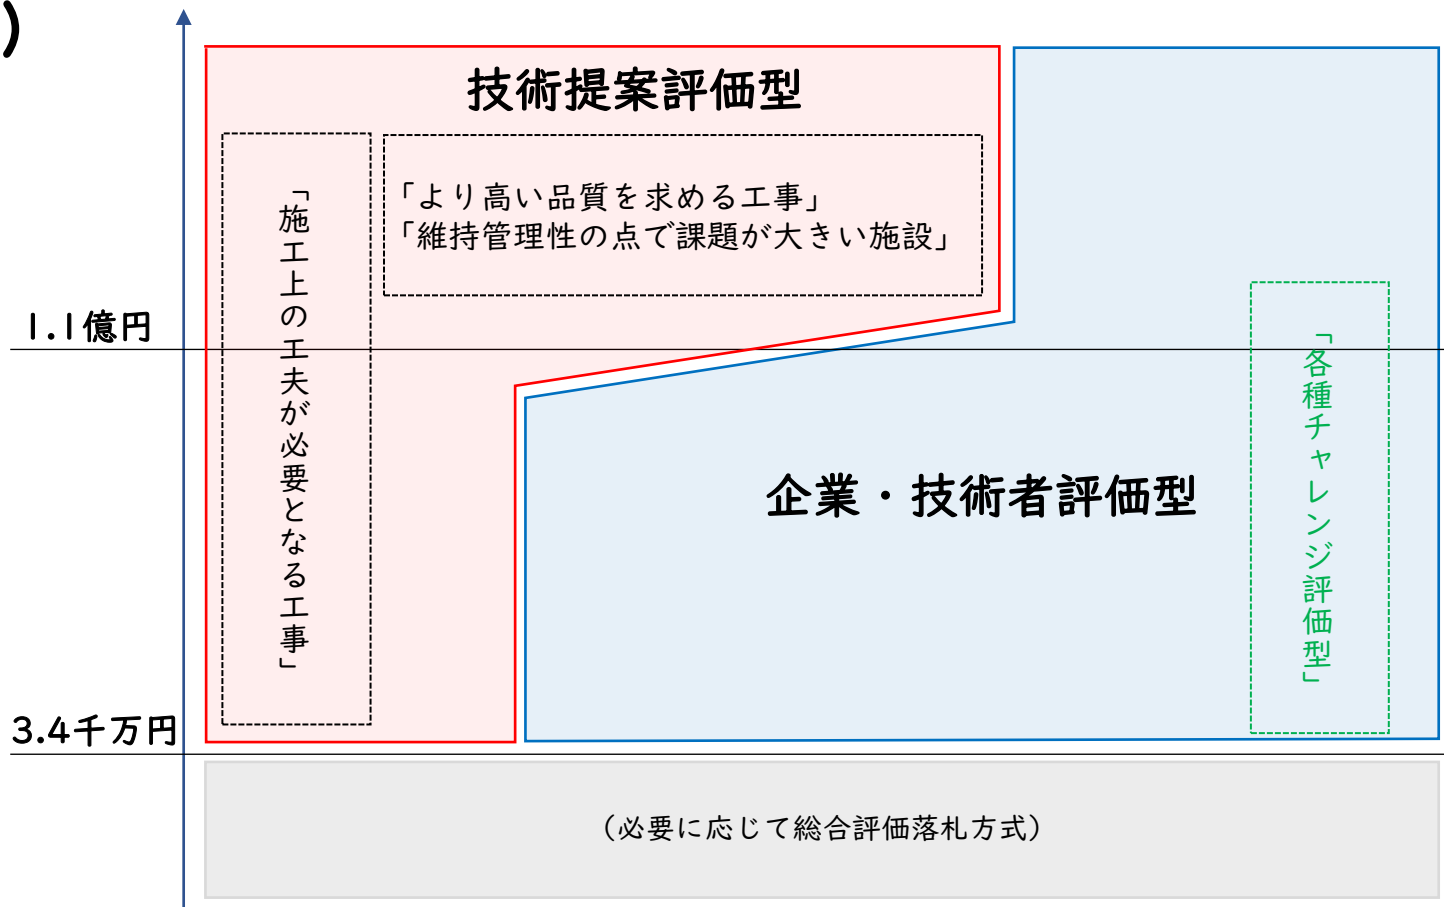 )
技術提案評価型
「施工上の工夫が必要となる工事」
「より高い品質を求める工事」
「維持管理性の点で課題が大きい施設」
1.1億円
「各種チャレンジ評価型」
企業・技術者評価型
3.4千万円
（必要に応じて総合評価落札方式）